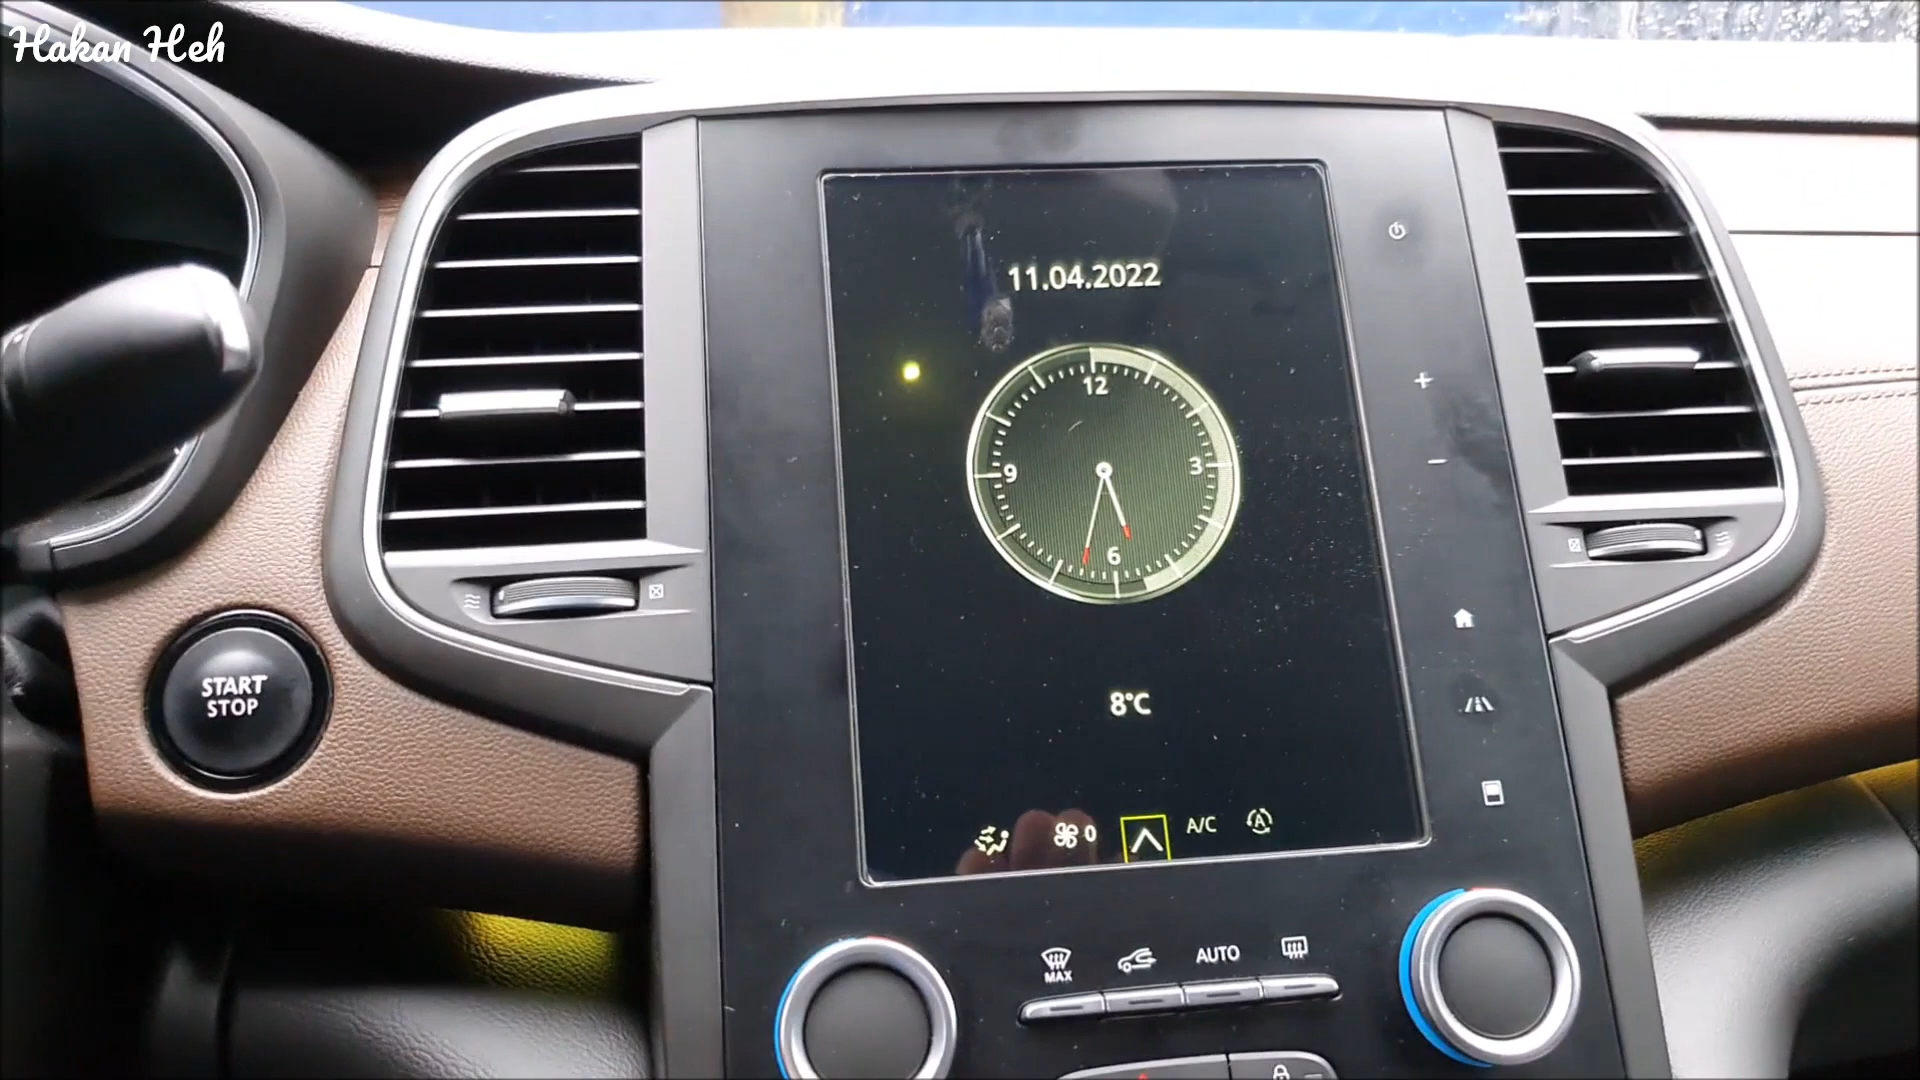 Hakan Heh
11.04.2022
12
9
3
6
8°C
0
A/C
A
START
STOP
MAX
AUTO